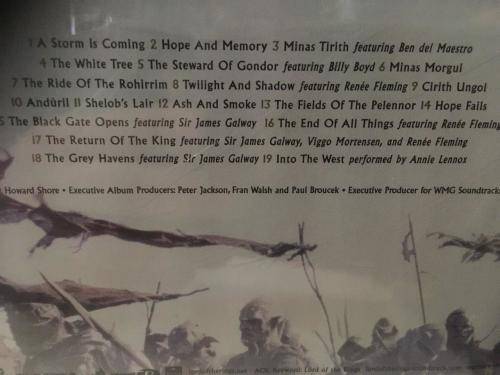 1 A Storm Is Coming 2 Hope And Memory 3 Minas Tirith featuring Ben del Maestro
4 The White Tree 5 The Steward Of Gondor featuring Billy Boyd 6 Minas Morgul
7 The Ride Of The Rohirrim 8 Twilight And Shadow featuring Renée Fleming 9 Cirith Ungol
10 Andúril 11 Shelob's Lair 12 Ash And Smoke 13 The Fields Of The Pelennor 14 Hope Fails
5 The Black Gate Opens featuring Sir James Galway 16 The End Of All Things featuring Renée Fleming
17 The Return Of The King featuring Sir James Galway, Viggo Mortensen, and Renée Fleming
18 The Grey Havens featuring Sir James Galway 19 Into The West performed by Annie Lennox
Howard Shore • Executive Album Producers: Peter Jackson, Fran Walsh and Paul Broucek • Executive Producer for WMG Soundtracks
Lord of the Rings